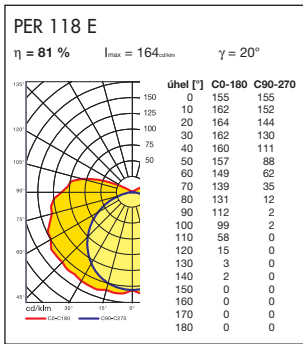 PER 118 E
η = 81 % Imax = 164cd/klm γ = 20°
úhel [°] C0-180 C90-270
0 155 155
10 162 152
20 164 144
30 162 130
40 160 111
50 157 88
60 149 62
70 139 35
80 131 12
90 112 2
100 99 2
110 58 0
120 15 0
130 3 0
140 2 0
150 0 0
160 0 0
170 0 0
180 0 0
135°
120°
105°
90°
75°
60°
45°
150
125
100
75
50
cd/klm 30° 15° 0°
C0-C180 C90-C270